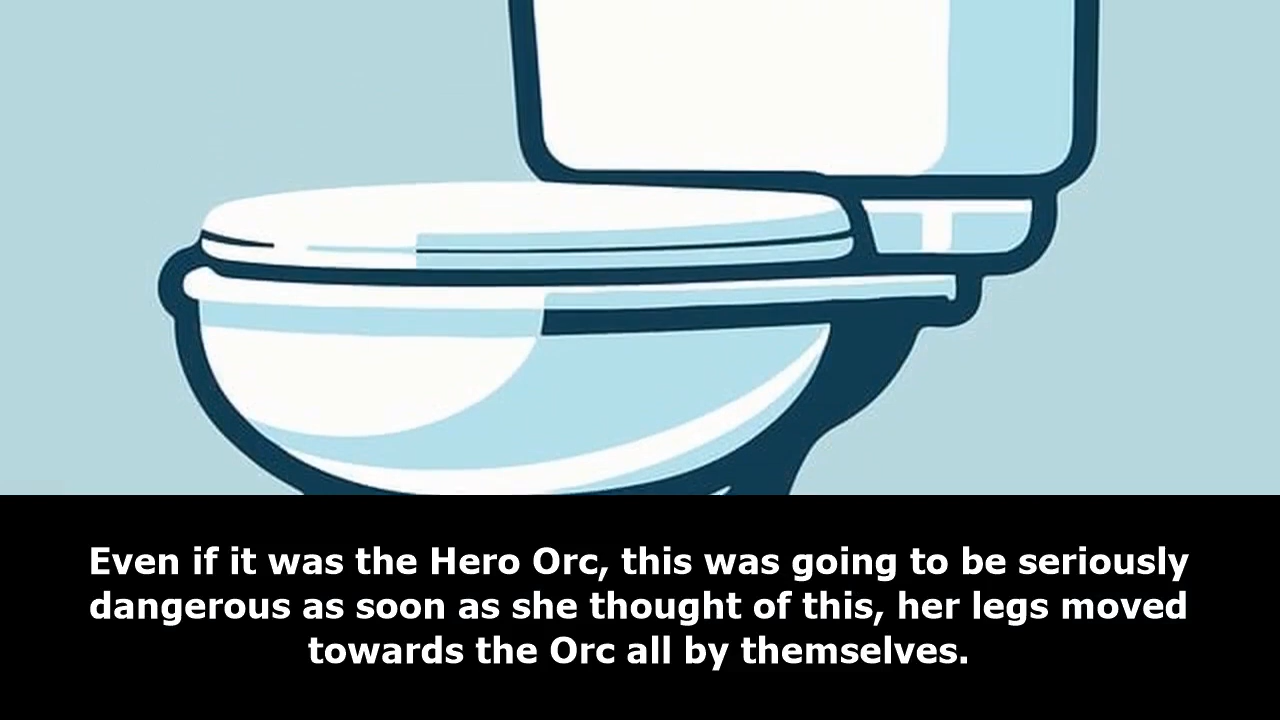 Even if it was the Hero Orc, this was going to be seriously
dangerous as soon as she thought of this, her legs moved
towards the Orc all by themselves.